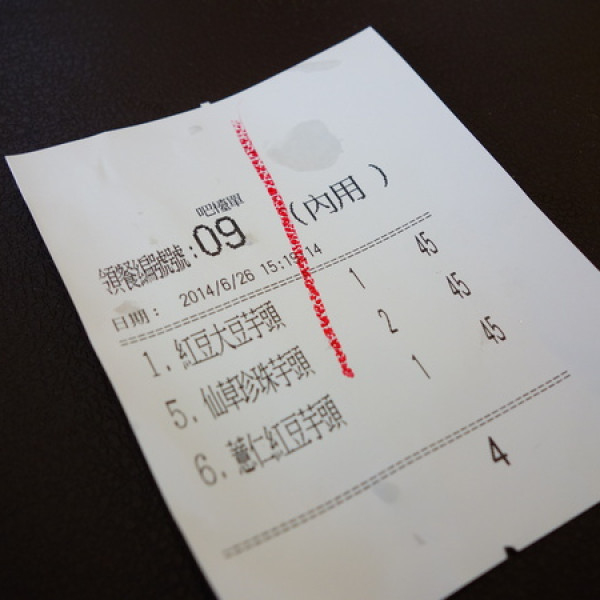 吧檯單
領餐編號號:09 (內用 )
日期: 2014/6/26 15:19:14
1. 紅豆大豆芋頭 1 45
5. 仙草珍珠芋頭 2 45
6. 薏仁紅豆芋頭 1 45
4